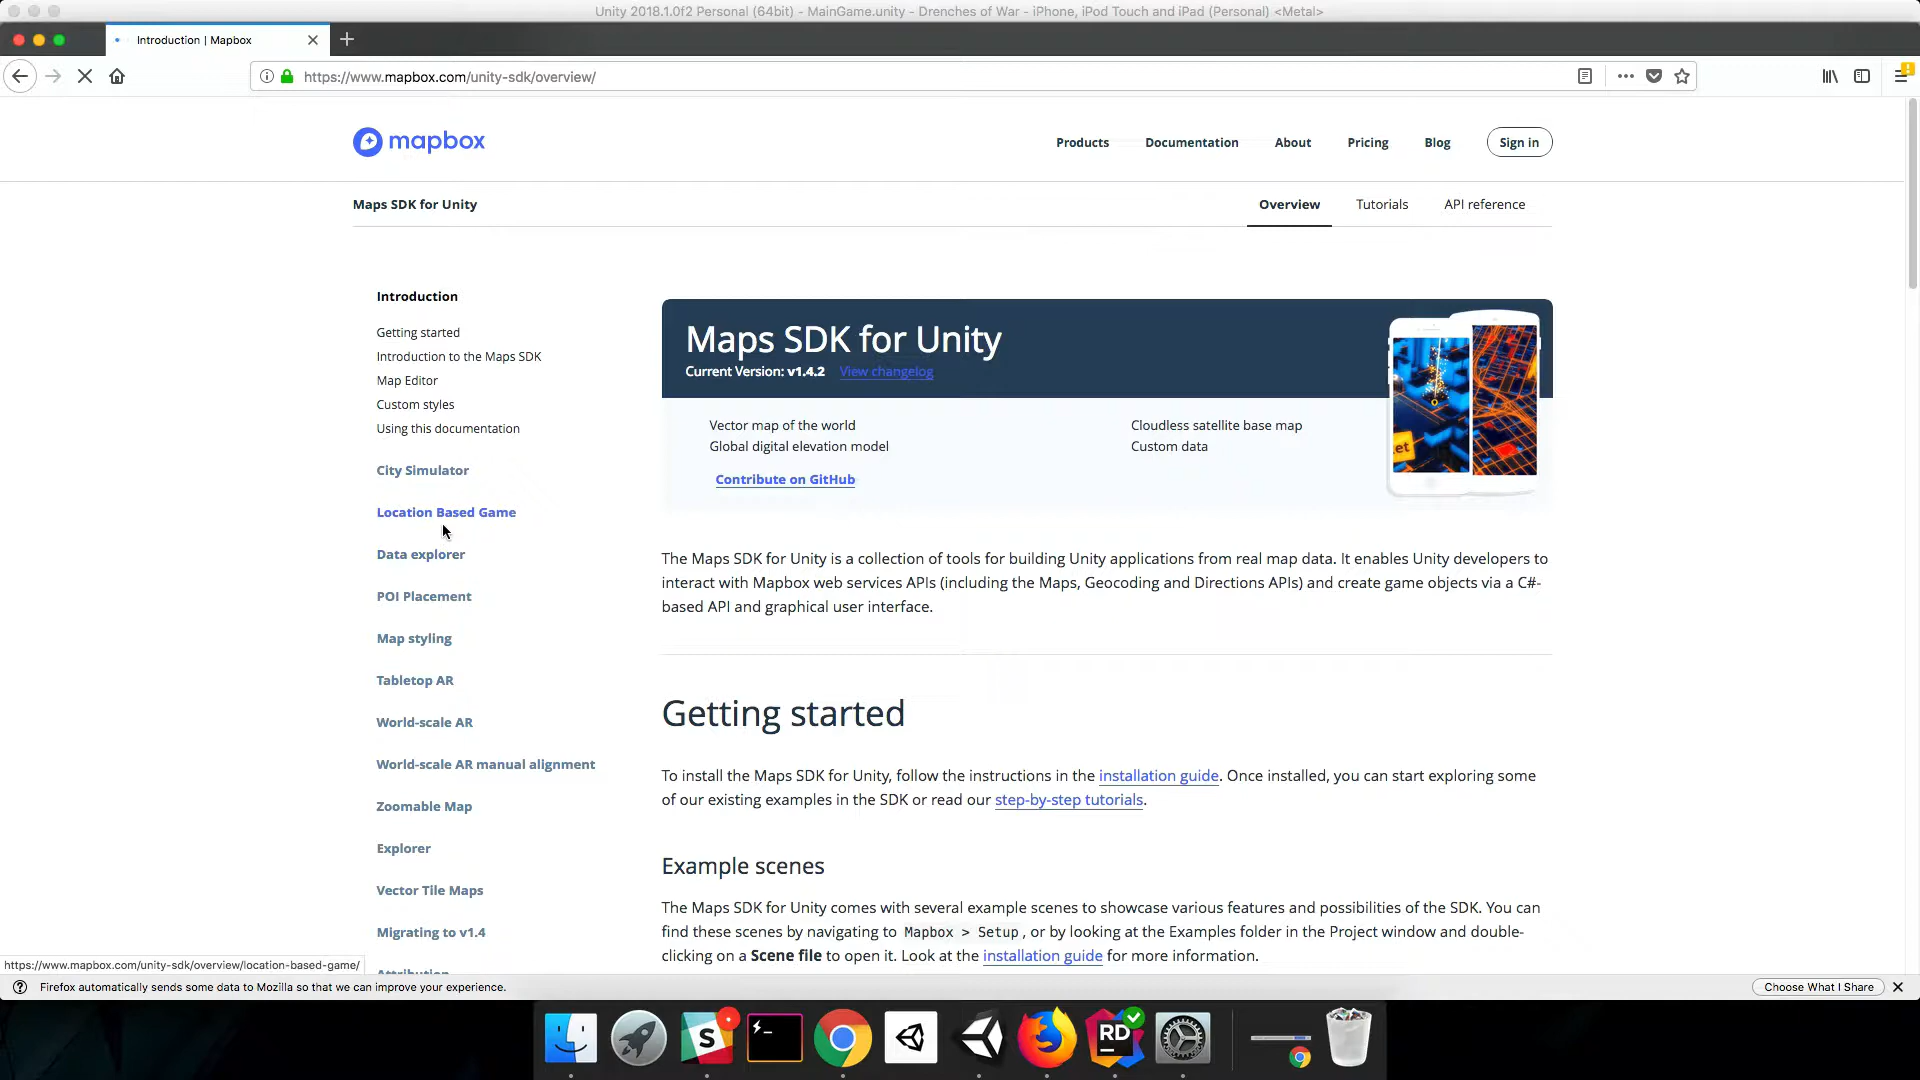 Unity 2018.1.0f2 Personal (64bit) - MainGame.unity - Drenches of War - iPhone, iPod Touch and iPad (Personal) <Metal>
Introduction | Mapbox
https://www.mapbox.com/unity-sdk/overview/
mapbox
Products
Documentation
About
Pricing
Blog
Sign in
Maps SDK for Unity
Overview
Tutorials
API reference
Introduction
Getting started
Introduction to the Maps SDK
Map Editor
Custom styles
Using this documentation
City Simulator
Location Based Game
Data explorer
POI Placement
Map styling
Tabletop AR
World-scale AR
World-scale AR manual alignment
Zoomable Map
Explorer
Vector Tile Maps
Migrating to v1.4
Attribution
Maps SDK for Unity
Current Version: v1.4.2 View changelog
Vector map of the world
Global digital elevation model
Cloudless satellite base map
Custom data
Contribute on GitHub
et
The Maps SDK for Unity is a collection of tools for building Unity applications from real map data. It enables Unity developers to
interact with Mapbox web services APIs (including the Maps, Geocoding and Directions APIs) and create game objects via a C#-
based API and graphical user interface.
Getting started
To install the Maps SDK for Unity, follow the instructions in the installation guide. Once installed, you can start exploring some
of our existing examples in the SDK or read our step-by-step tutorials.
Example scenes
The Maps SDK for Unity comes with several example scenes to showcase various features and possibilities of the SDK. You can
find these scenes by navigating to Mapbox > Setup, or by looking at the Examples folder in the Project window and double-
clicking on a Scene file to open it. Look at the installation guide for more information.
https://www.mapbox.com/unity-sdk/overview/location-based-game/
Firefox automatically sends some data to Mozilla so that we can improve your experience.
Choose What I Share
S
RD